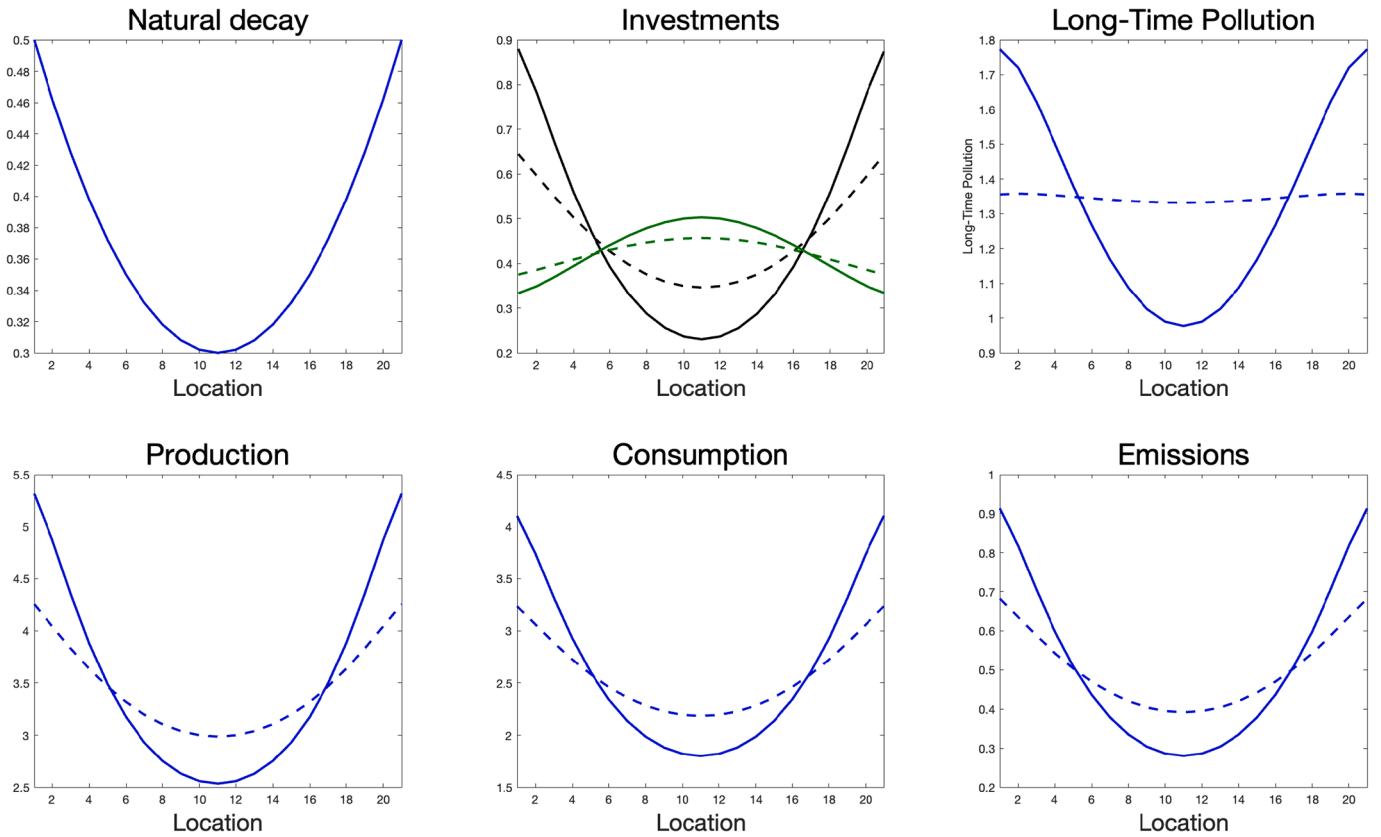 Natural decay
0.5
0.48
0.46
0.44
0.42
0.4
0.38
0.36
0.34
0.32
0.3
2 4 6 8 10 12 14 16 18 20
Location
Investments
0.9
0.8
0.7
0.6
0.5
0.4
0.3
0.2
2 4 6 8 10 12 14 16 18 20
Location
Long-Time Pollution
Long-Time Pollution
1.8
1.7
1.6
1.5
1.4
1.3
1.2
1.1
1
0.9
2 4 6 8 10 12 14 16 18 20
Location
Production
5.5
5
4.5
4
3.5
3
2.5
2 4 6 8 10 12 14 16 18 20
Location
Consumption
4.5
4
3.5
3
2.5
2
1.5
2 4 6 8 10 12 14 16 18 20
Location
Emissions
1
0.9
0.8
0.7
0.6
0.5
0.4
0.3
0.2
2 4 6 8 10 12 14 16 18 20
Location